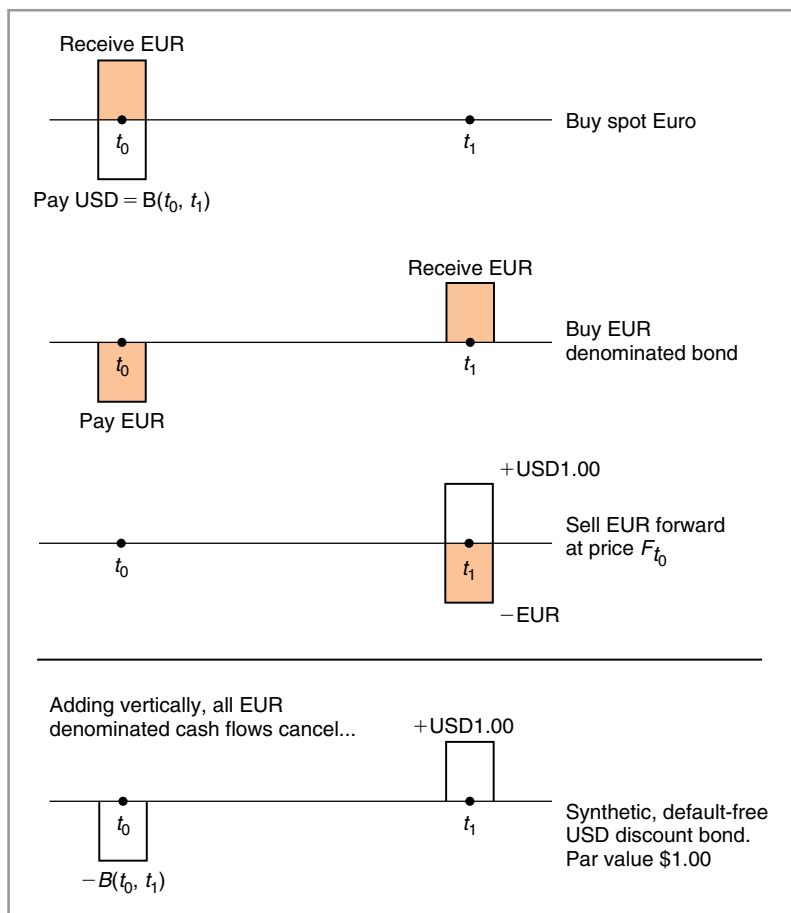 Receive EUR
t₀
t₁
Buy spot Euro
Pay USD = B(t₀, t₁)
Receive EUR
t₀
t₁
Buy EUR
denominated bond
Pay EUR
+USD1.00
t₀
t₁
Sell EUR forward
at price Fₜ₀
−EUR
Adding vertically, all EUR
denominated cash flows cancel...
+USD1.00
t₀
t₁
Synthetic, default-free
USD discount bond.
Par value $1.00
−B(t₀, t₁)